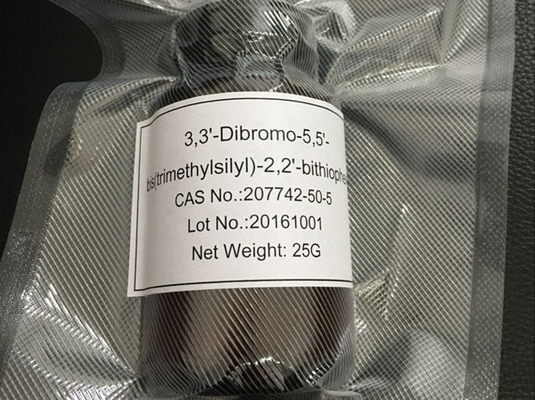 3,3'-Dibromo-5,5'-
bis(trimethylsilyl)-2,2'-bithiophe
CAS No.:207742-50-5
Lot No.:20161001
Net Weight: 25G